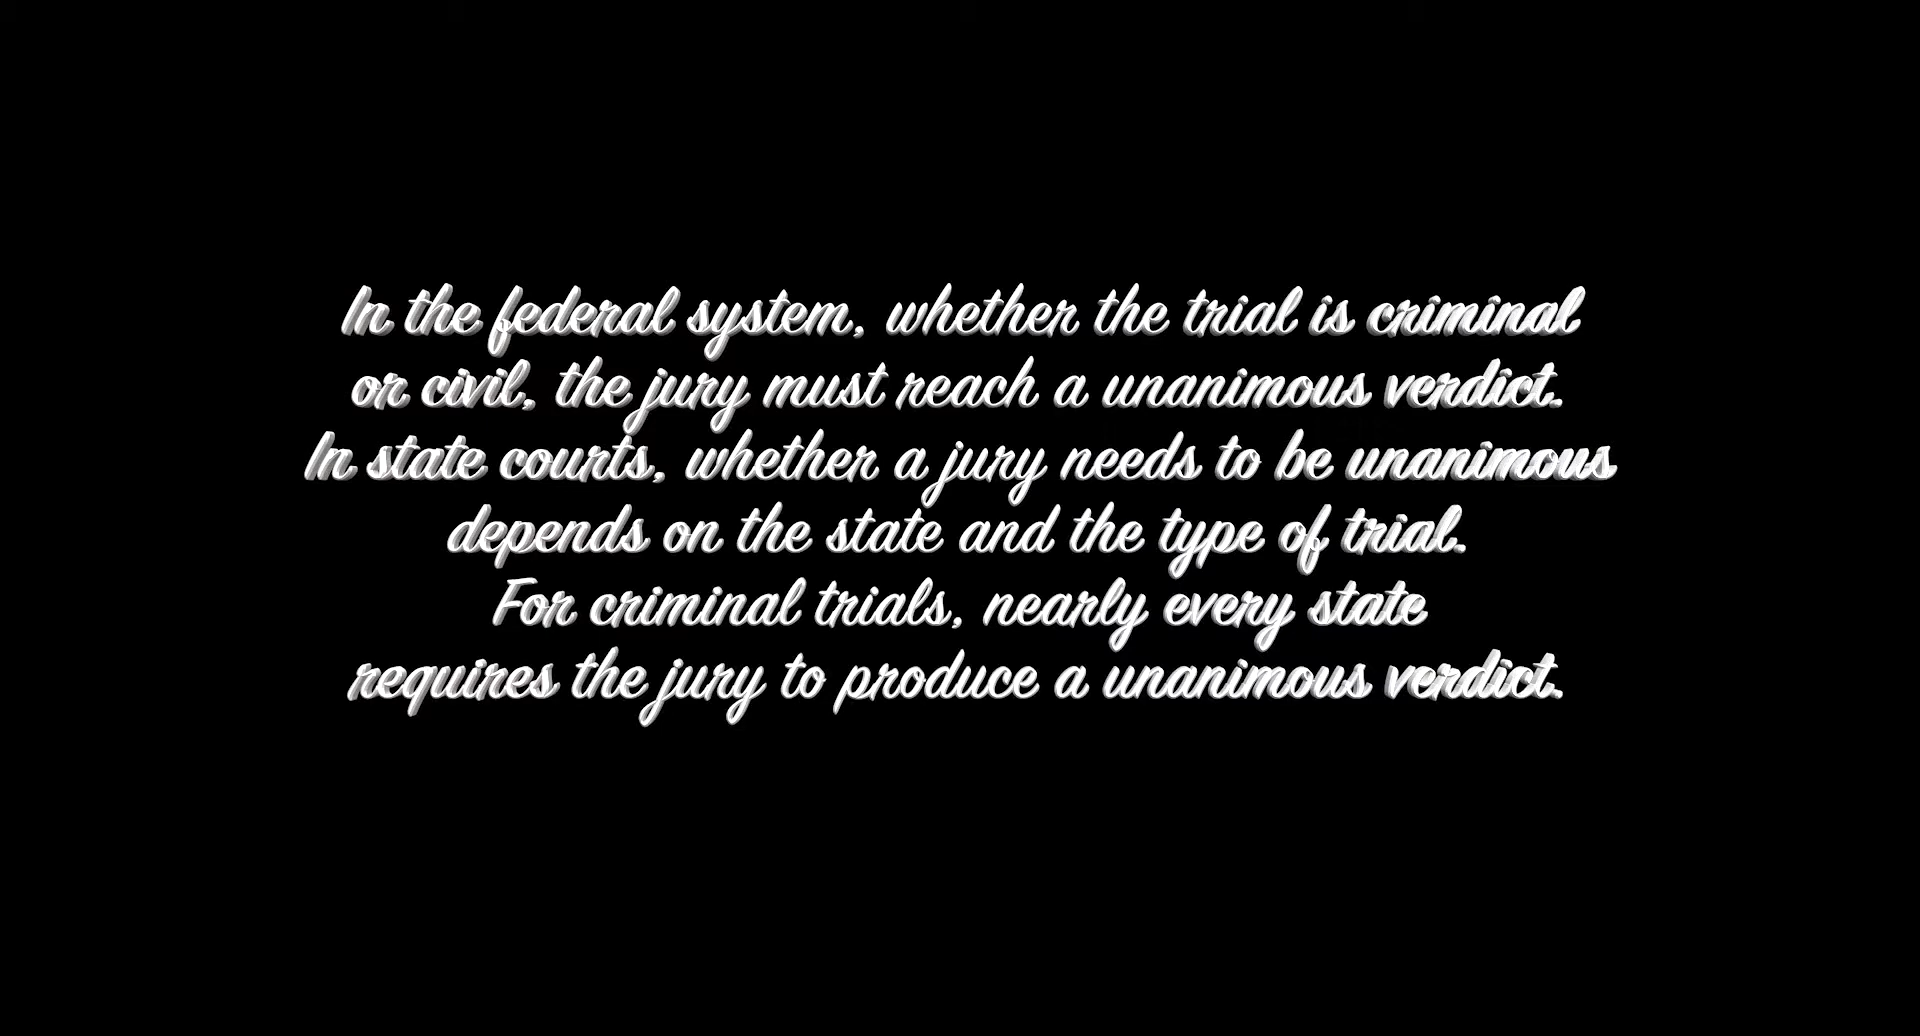 In the federal system, whether the trial is criminal
or civil, the jury must reach a unanimous verdict.
In state courts, whether a jury needs to be unanimous
depends on the state and the type of trial.
For criminal trials, nearly every state
requires the jury to produce a unanimous verdict.